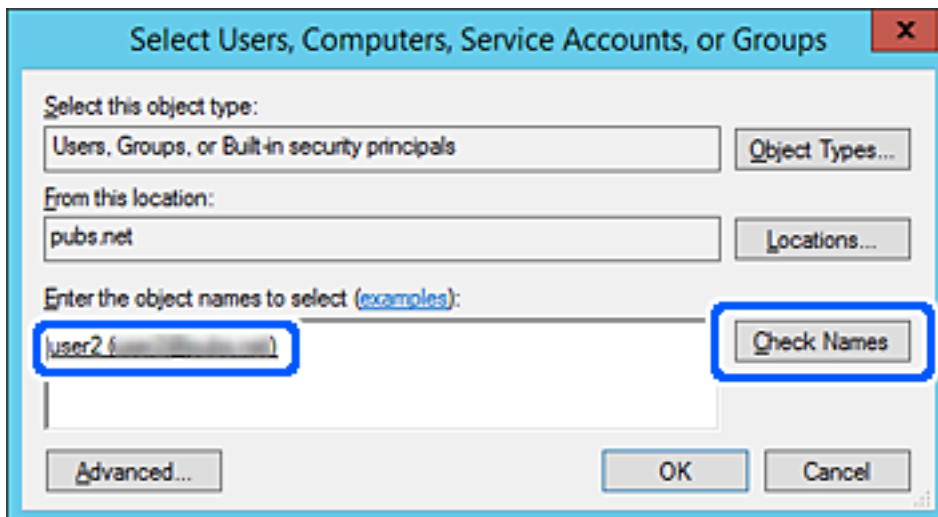 Select Users, Computers, Service Accounts, or Groups
x
Select this object type:
Users, Groups, or Built-in security principals
Object Types...
From this location:
pubs.net
Locations...
Enter the object names to select (examples):
user2 ( )
Check Names
Advanced...
OK
Cancel